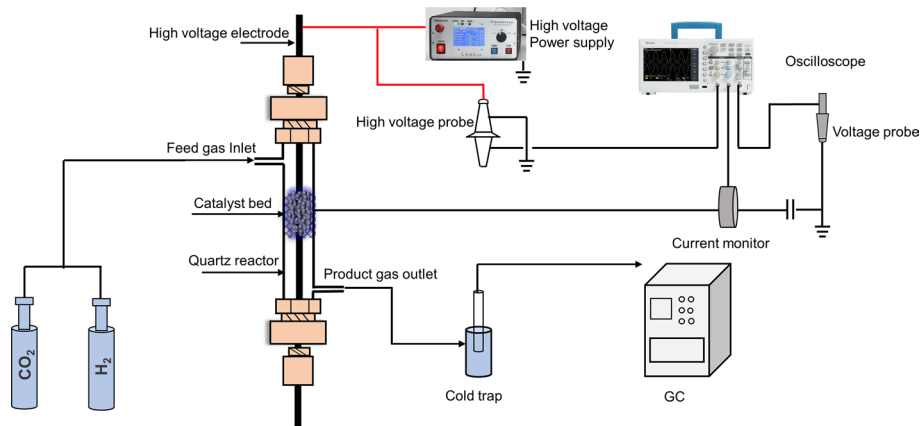 High voltage electrode
High voltage
Power supply
Oscilloscope
High voltage probe
Voltage probe
Feed gas Inlet
Catalyst bed
Current monitor
Quartz reactor
Product gas outlet
CO2
H2
Cold trap
GC